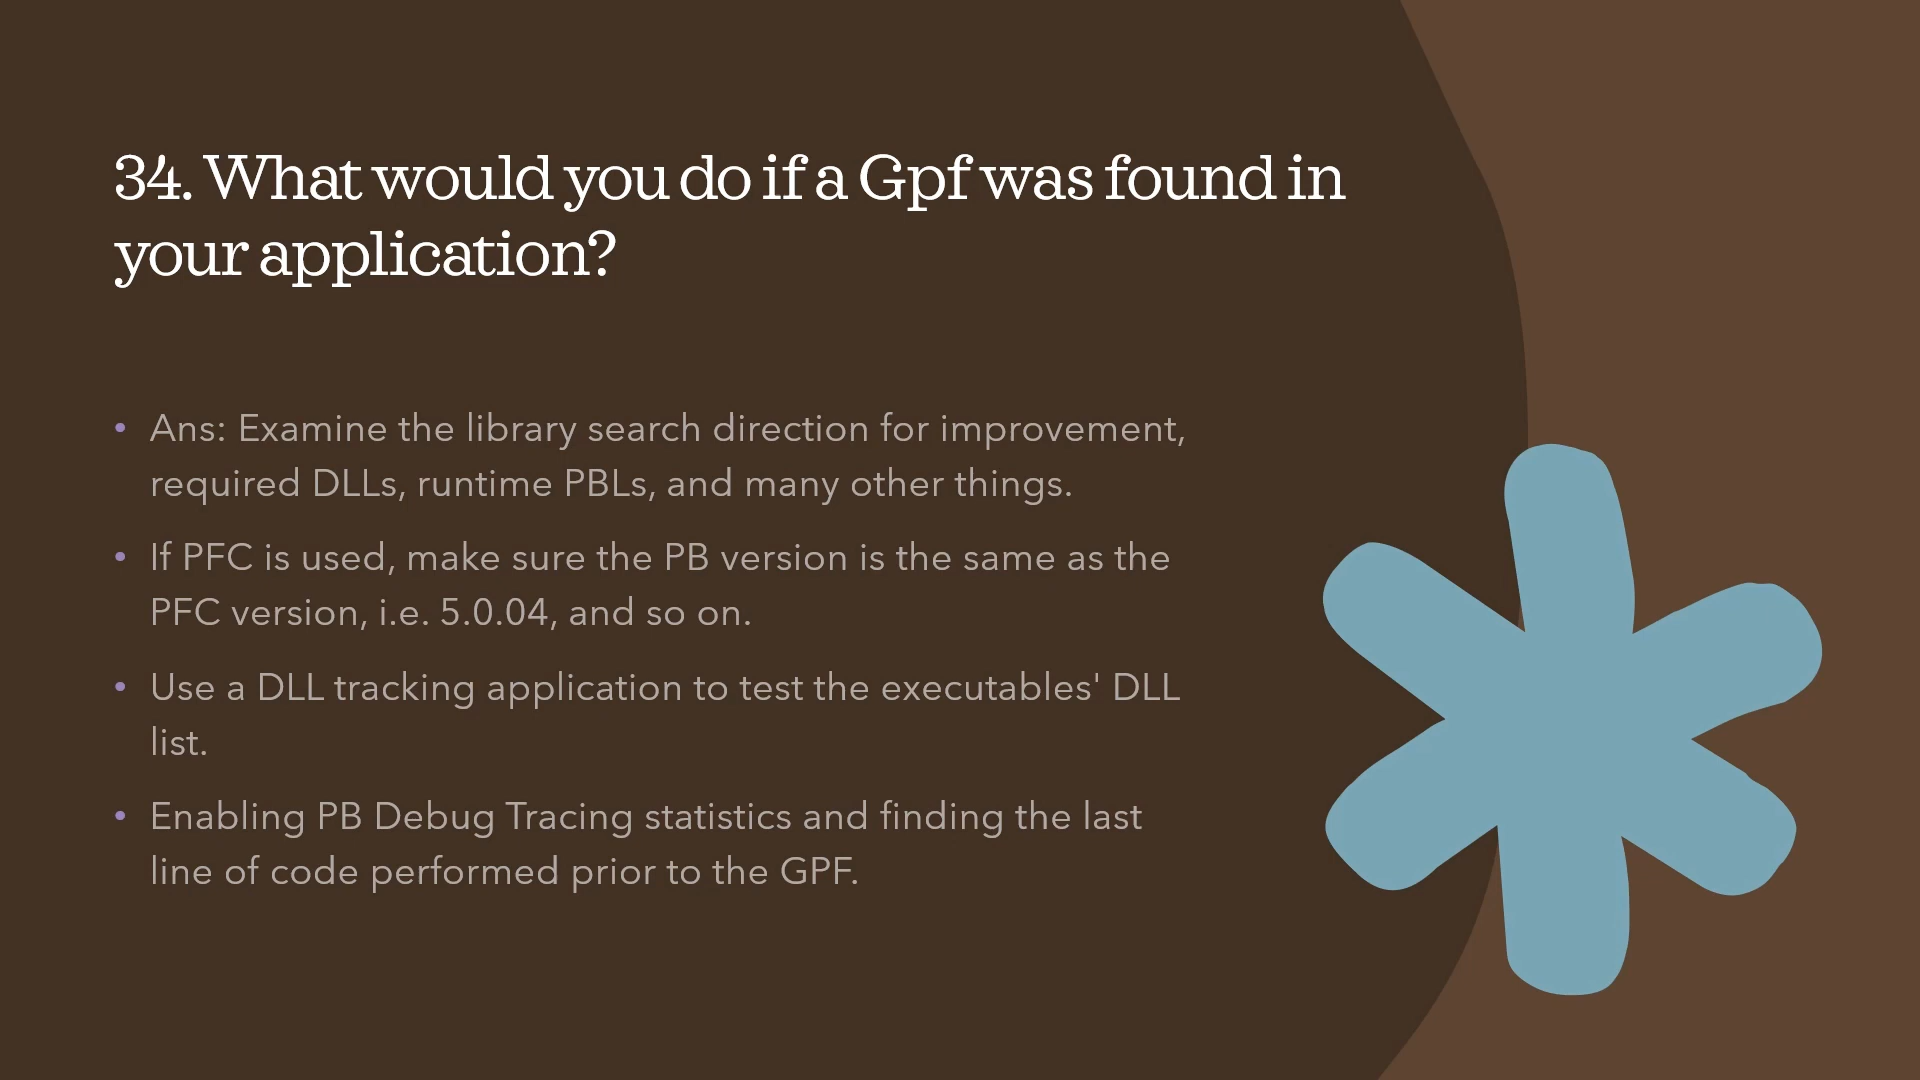 34. What would you do if a Gpf was found in
your application?
• Ans: Examine the library search direction for improvement,
required DLLs, runtime PBLs, and many other things.
• If PFC is used, make sure the PB version is the same as the
PFC version, i.e. 5.0.04, and so on.
• Use a DLL tracking application to test the executables' DLL
list.
• Enabling PB Debug Tracing statistics and finding the last
line of code performed prior to the GPF.